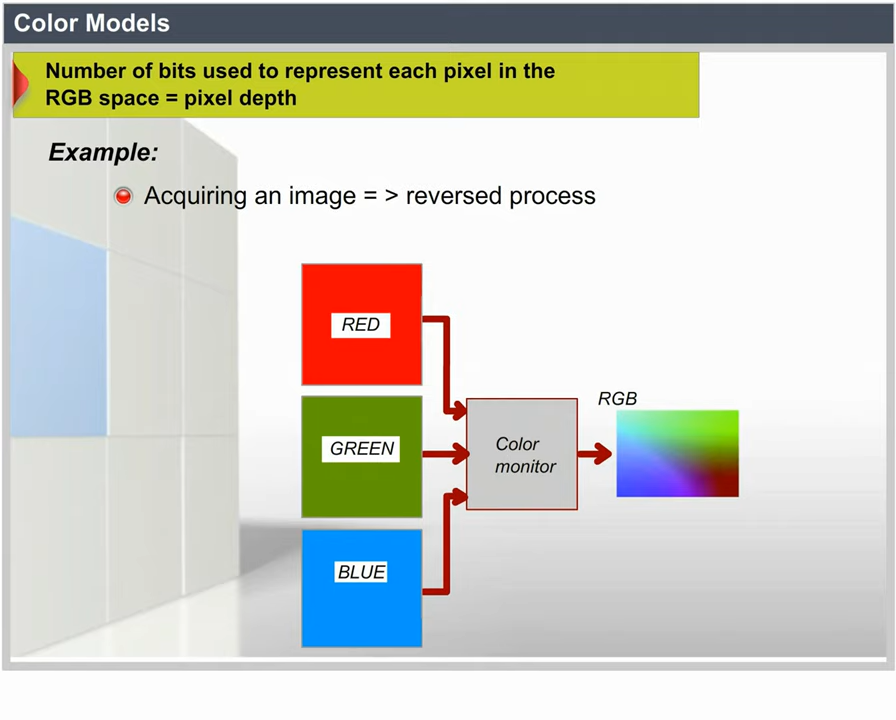 Color Models
Number of bits used to represent each pixel in the
RGB space = pixel depth
Example:
Acquiring an image = > reversed process
RED
GREEN
BLUE
Color
monitor
RGB